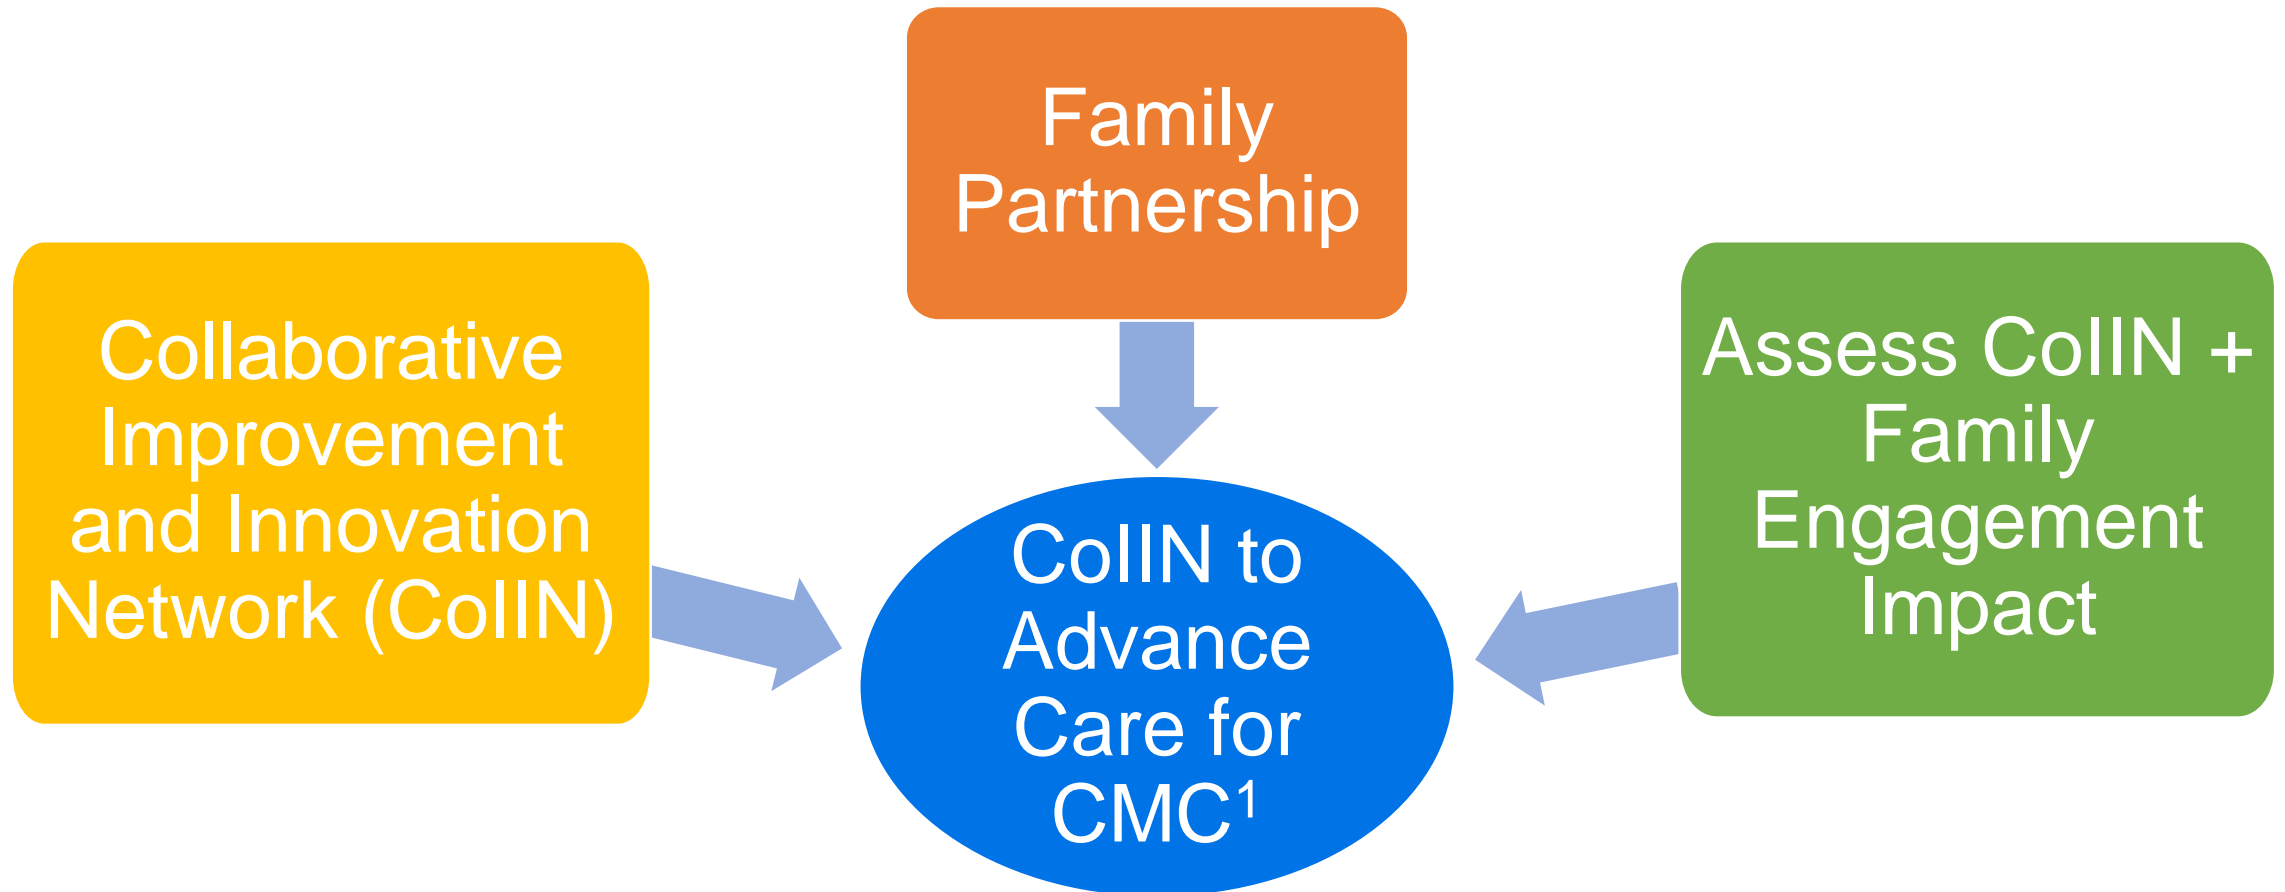 Family
Partnership
Collaborative
Improvement
and Innovation
Network (CoIIN)
Assess CoIIN +
Family
Engagement
Impact
CoIIN to
Advance
Care for
CMC¹